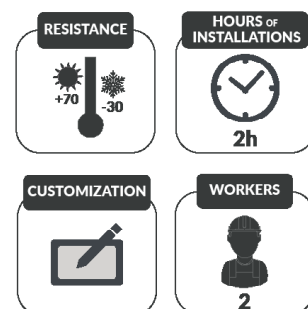 RESISTANCE
+70
-30
HOURS OF
INSTALLATIONS
2h
CUSTOMIZATION
WORKERS
2